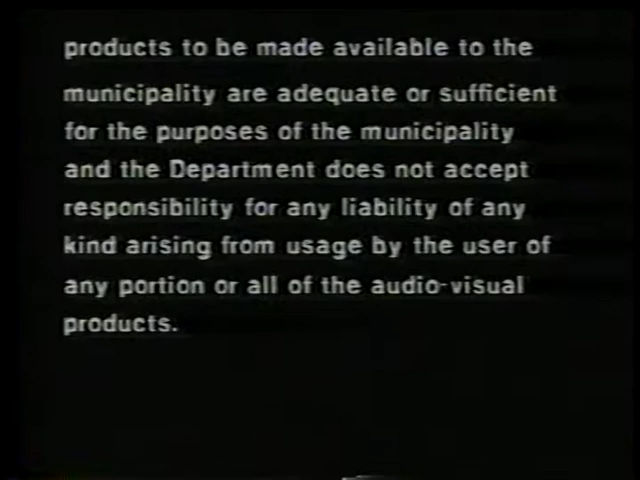 products to be made available to the
municipality are adequate or sufficient
for the purposes of the municipality
and the Department does not accept
responsibility for any liability of any
kind arising from usage by the user of
any portion or all of the audio-visual
products.